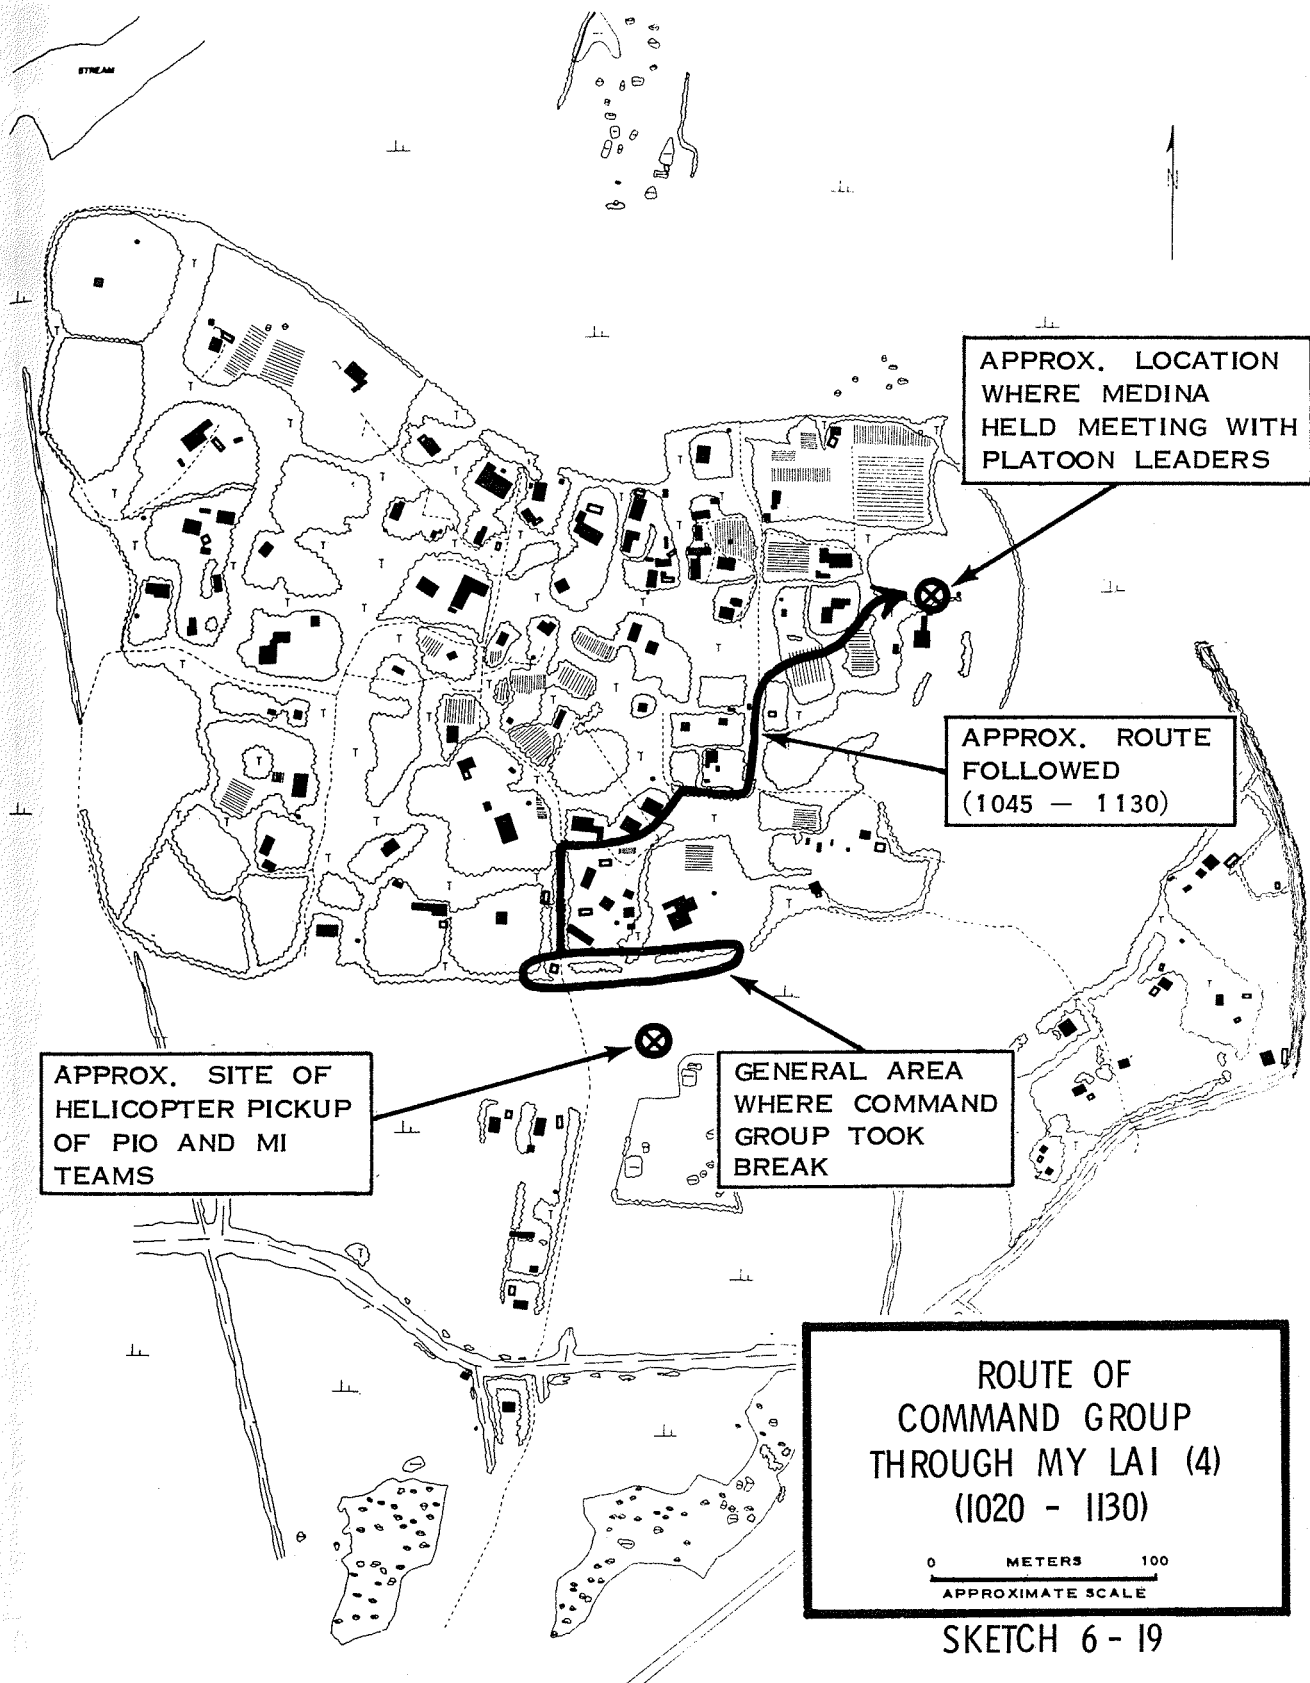 STREAM
N
APPROX. LOCATION
WHERE MEDINA
HELD MEETING WITH
PLATOON LEADERS
APPROX. ROUTE
FOLLOWED
(1045 — 1130)
APPROX. SITE OF
HELICOPTER PICKUP
OF PIO AND MI
TEAMS
GENERAL AREA
WHERE COMMAND
GROUP TOOK
BREAK
ROUTE OF
COMMAND GROUP
THROUGH MY LAI (4)
(1020 - 1130)
0 METERS 100
APPROXIMATE SCALE
SKETCH 6-19